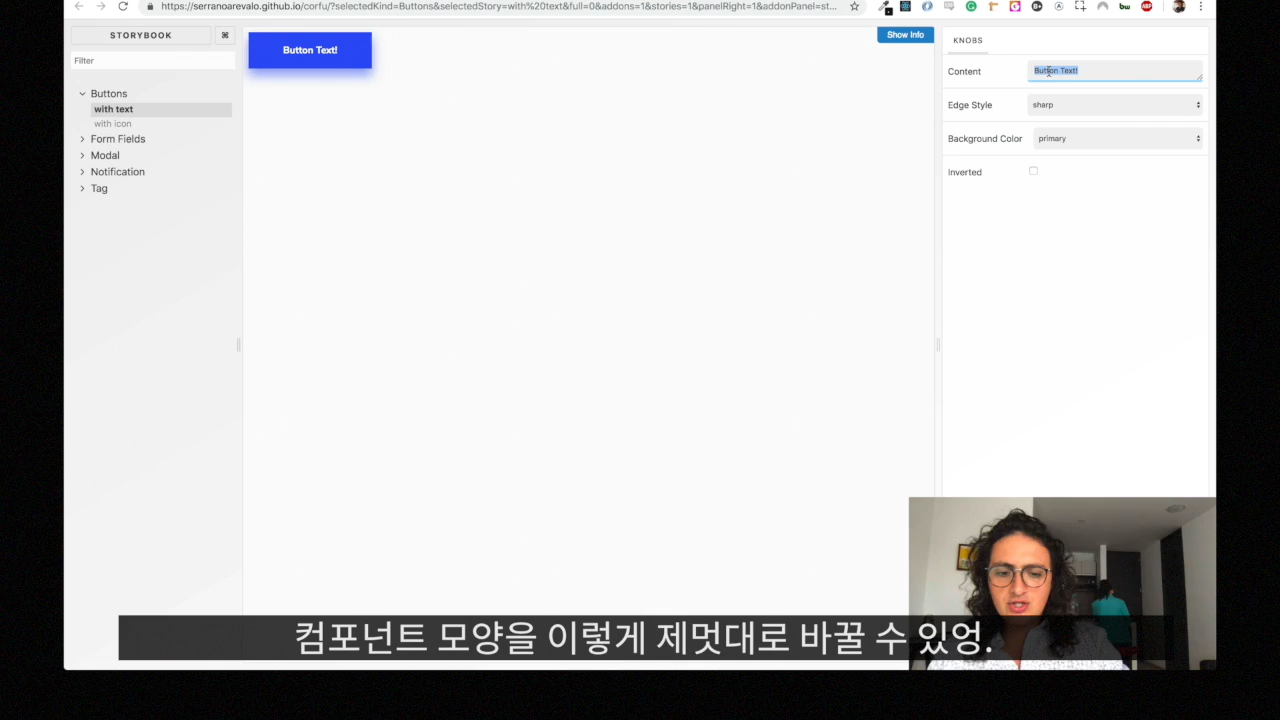 https://serranoarevalo.github.io/corfu/?selectedKind=Buttons&selectedStory=with%20text&full=0&addons=1&stories=1&panelRight=1&addonPanel=st...
STORYBOOK
⌘
Filter
Buttons
with text
with icon
Form Fields
Modal
Notification
Tag
Button Text!
Show Info
KNOBS
Content
Button Text!
Edge Style
sharp
Background Color
primary
Inverted
컴포넌트 모양을 이렇게 제멋대로 바꿀 수 있엉.